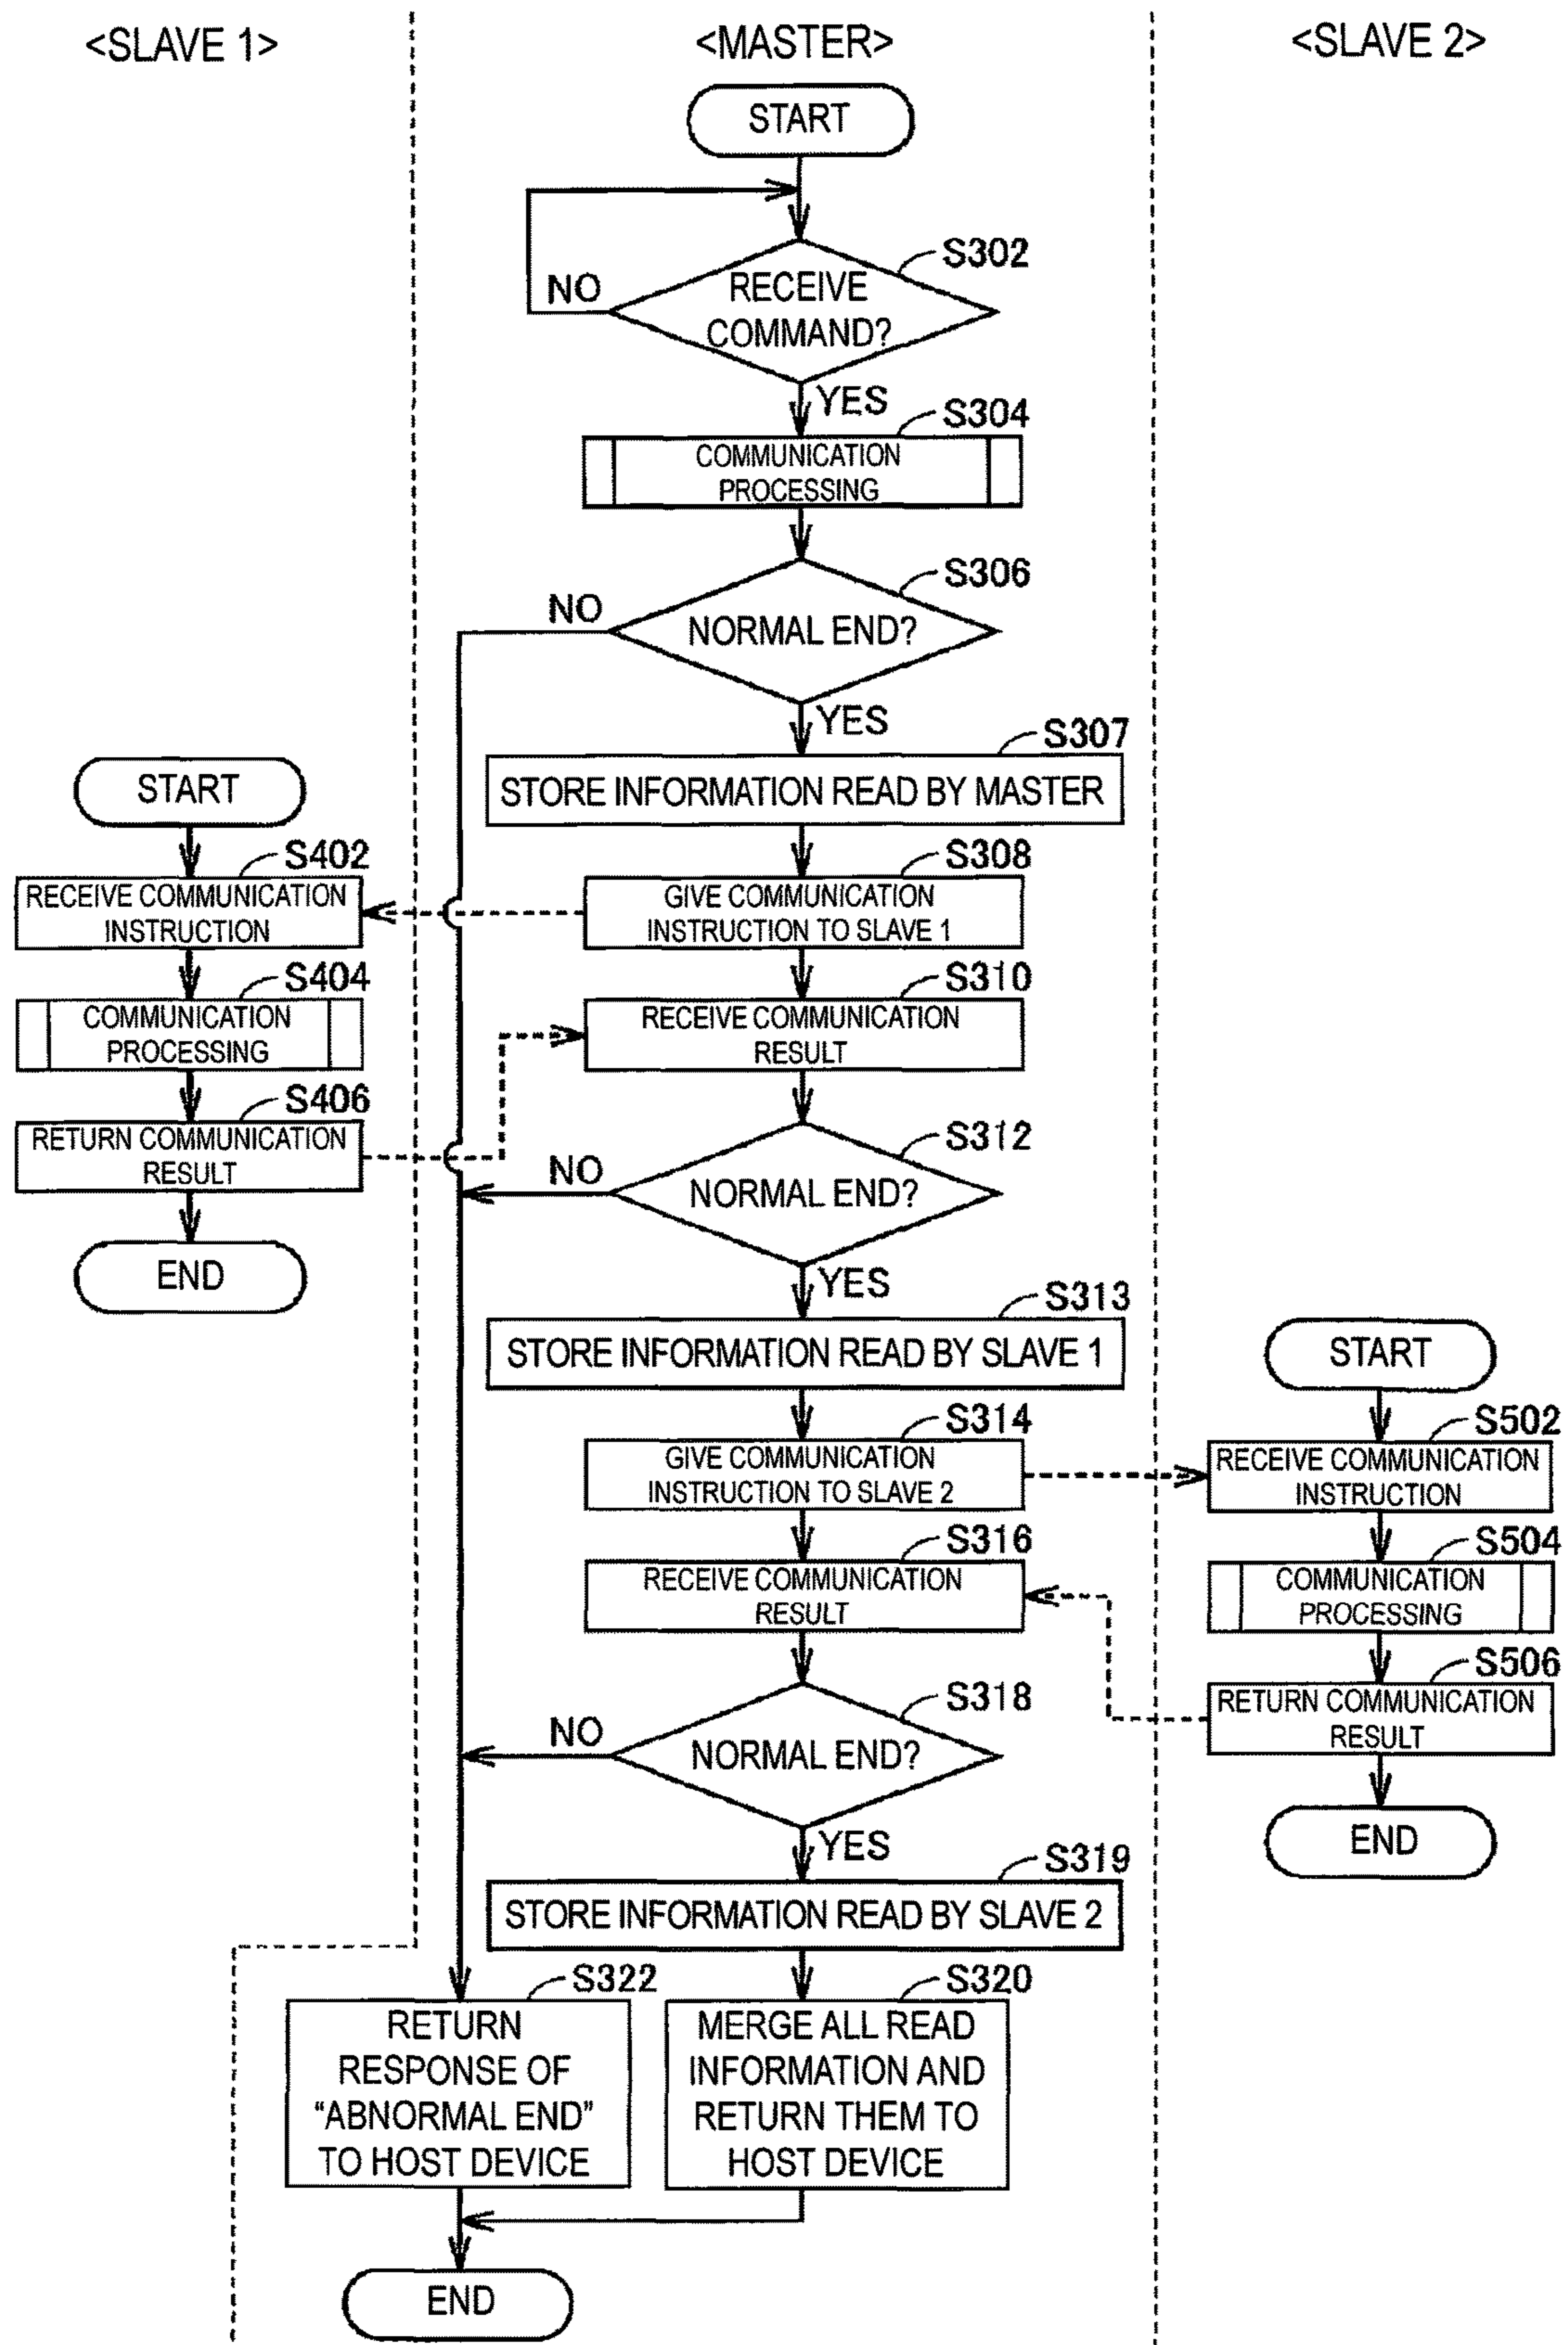 <SLAVE 1>
<MASTER>
<SLAVE 2>
START
S302
RECEIVE
COMMAND?
NO
YES
S304
COMMUNICATION
PROCESSING
S306
NORMAL END?
NO
YES
S307
STORE INFORMATION READ BY MASTER
START
S402
RECEIVE COMMUNICATION
INSTRUCTION
S308
GIVE COMMUNICATION
INSTRUCTION TO SLAVE 1
S404
COMMUNICATION
PROCESSING
S310
RECEIVE COMMUNICATION
RESULT
S406
RETURN COMMUNICATION
RESULT
END
S312
NORMAL END?
NO
YES
S313
STORE INFORMATION READ BY SLAVE 1
START
S314
GIVE COMMUNICATION
INSTRUCTION TO SLAVE 2
S502
RECEIVE COMMUNICATION
INSTRUCTION
S316
RECEIVE COMMUNICATION
RESULT
S504
COMMUNICATION
PROCESSING
S506
RETURN COMMUNICATION
RESULT
END
S318
NORMAL END?
NO
YES
S319
STORE INFORMATION READ BY SLAVE 2
S322
RETURN
RESPONSE OF
“ABNORMAL END”
TO HOST DEVICE
S320
MERGE ALL READ
INFORMATION AND
RETURN THEM TO
HOST DEVICE
END